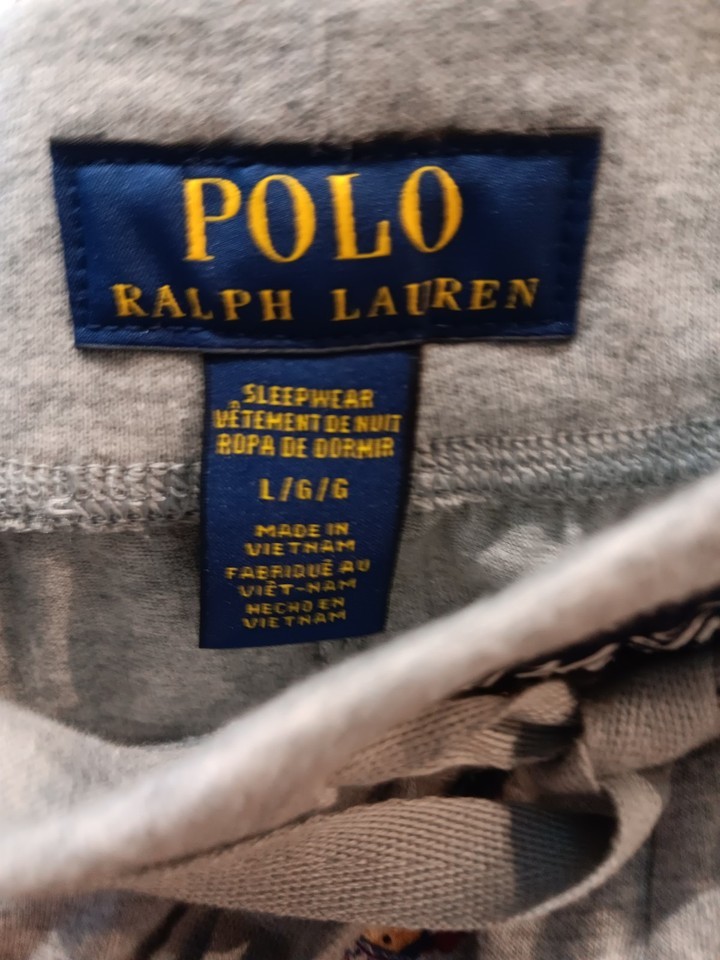 POLO
RALPH LAUREN
SLEEPWEAR
VÊTEMENT DE NUIT
ROPA DE DORMIR
L/G/G
MADE IN
VIETNAM
FABRIQUÉ AU
VIÊT-NAM
HECHO EN
VIETNAM